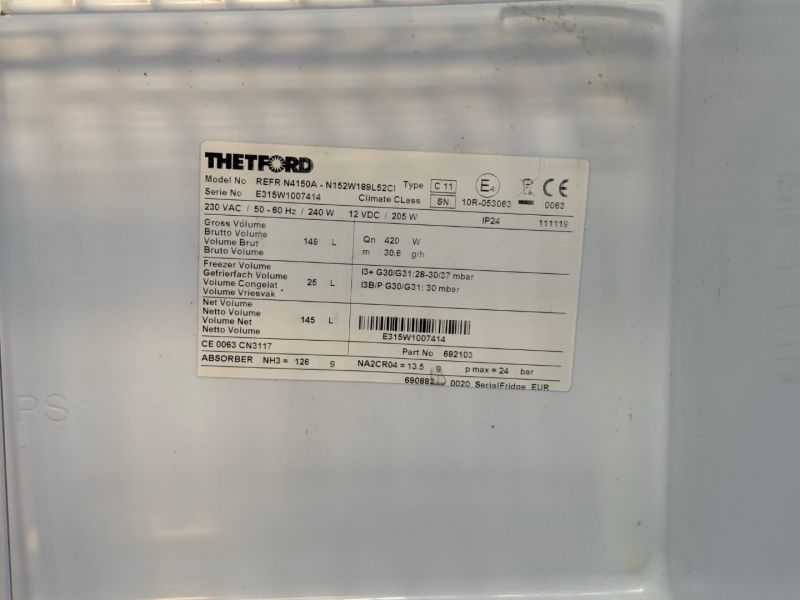 THETFORD
Model No REFR N4150A - N152W189L52CI Type C 11 E4 CE
Serie No E315W1007414 Climate CLass SN 10R-053063 0063
230 VAC / 50 - 60 Hz / 240 W 12 VDC / 205 W IP24 111119
Gross Volume
Brutto Volume
Volume Brut 149 L
Bruto Volume
Qn 420 W
m 30.6 g/h
Freezer Volume
Gefrierfach Volume
Volume Congelat 25 L
Volume Vriesvak
I3+ G30/G31:28-30/37 mbar
I3B/P G30/G31: 30 mbar
Net Volume
Netto Volume
Volume Net 145 L
Netto Volume
E315W1007414
CE 0063 CN3117 Part No 692103
ABSORBER NH3 = 126 g NA2CR04 = 13.5 g p max = 24 bar
690882 0020 SerialFridge EUR
PS<